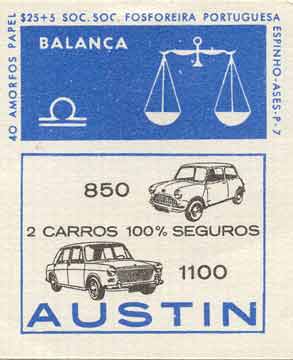 40 AMORFOS PAPEL
$25+5 SOC. SOC. FOSFOREIRA PORTUGUESA
ESPINHO-ASES-P-7
BALANÇA
♎
850
2 CARROS 100% SEGUROS
1100
AUSTIN